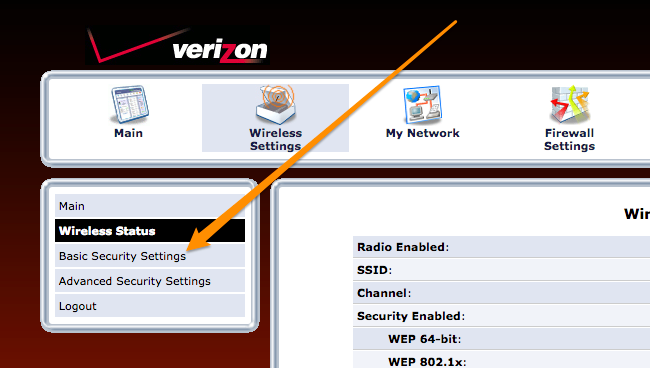 verizon
Main
Wireless
Settings
My Network
Firewall
Settings
Main
Wireless Status
Basic Security Settings
Advanced Security Settings
Logout
Wir
Radio Enabled:
SSID:
Channel:
Security Enabled:
WEP 64-bit:
WEP 802.1x: